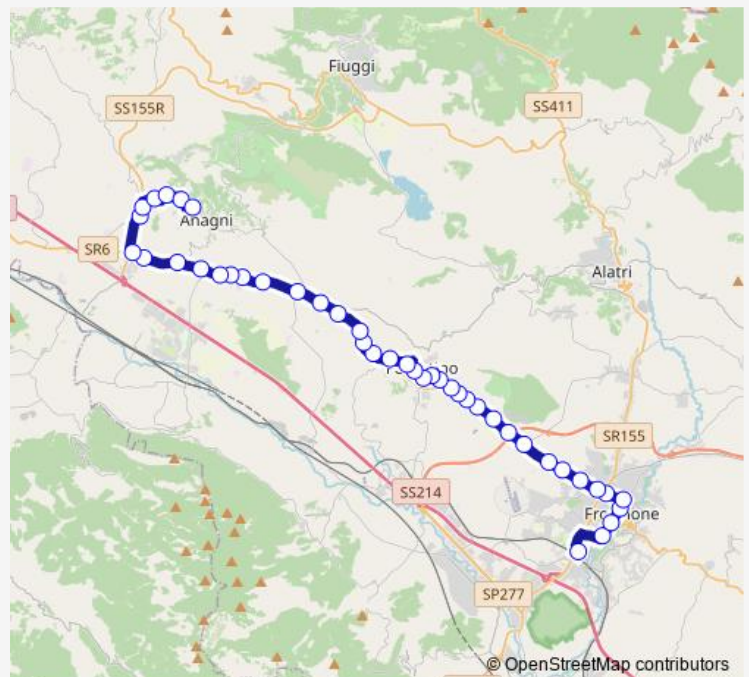 Fiuggi
SS155R
SS411
Anagni
SR6
Alatri
SR155
SS214
SP277
© OpenStreetMap contributors